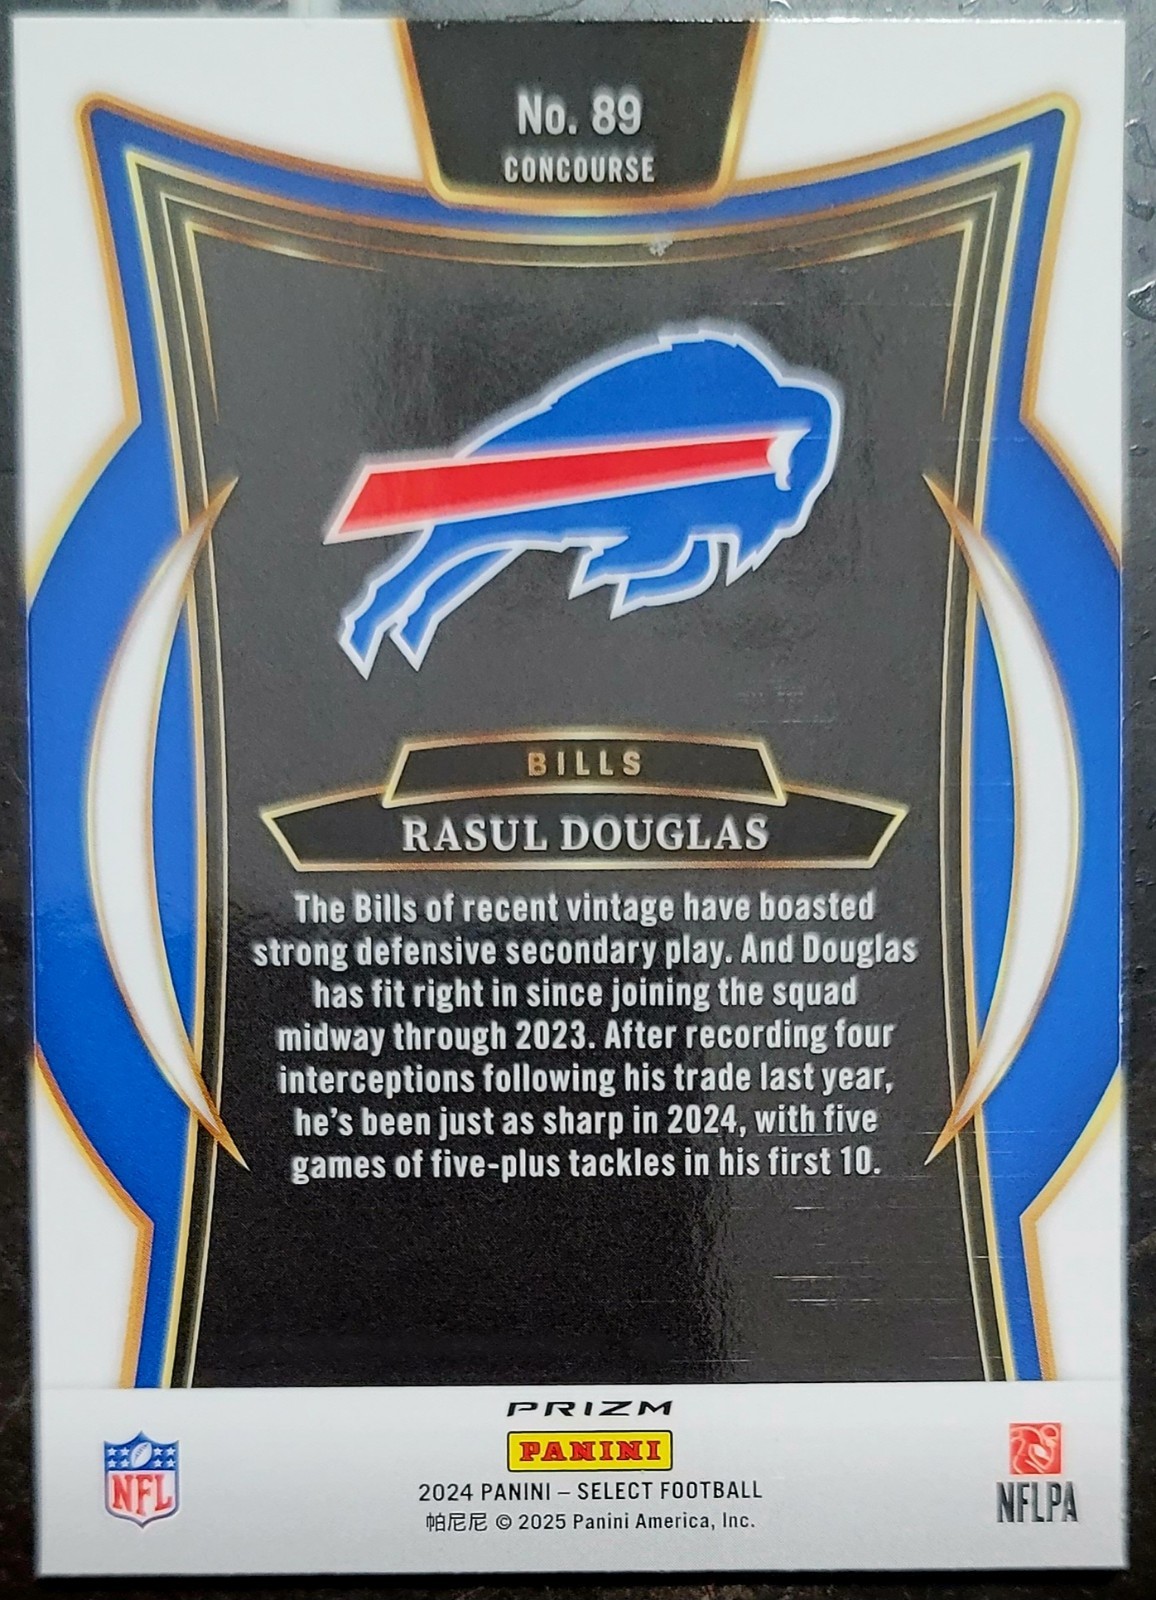 No. 89
CONCOURSE
BILLS
RASUL DOUGLAS
The Bills of recent vintage have boasted
strong defensive secondary play. And Douglas
has fit right in since joining the squad
midway through 2023. After recording four
interceptions following his trade last year,
he's been just as sharp in 2024, with five
games of five-plus tackles in his first 10.
PRIZM
PANINI
2024 PANINI – SELECT FOOTBALL
帕尼尼 © 2025 Panini America, Inc.
NFL
NFLPA